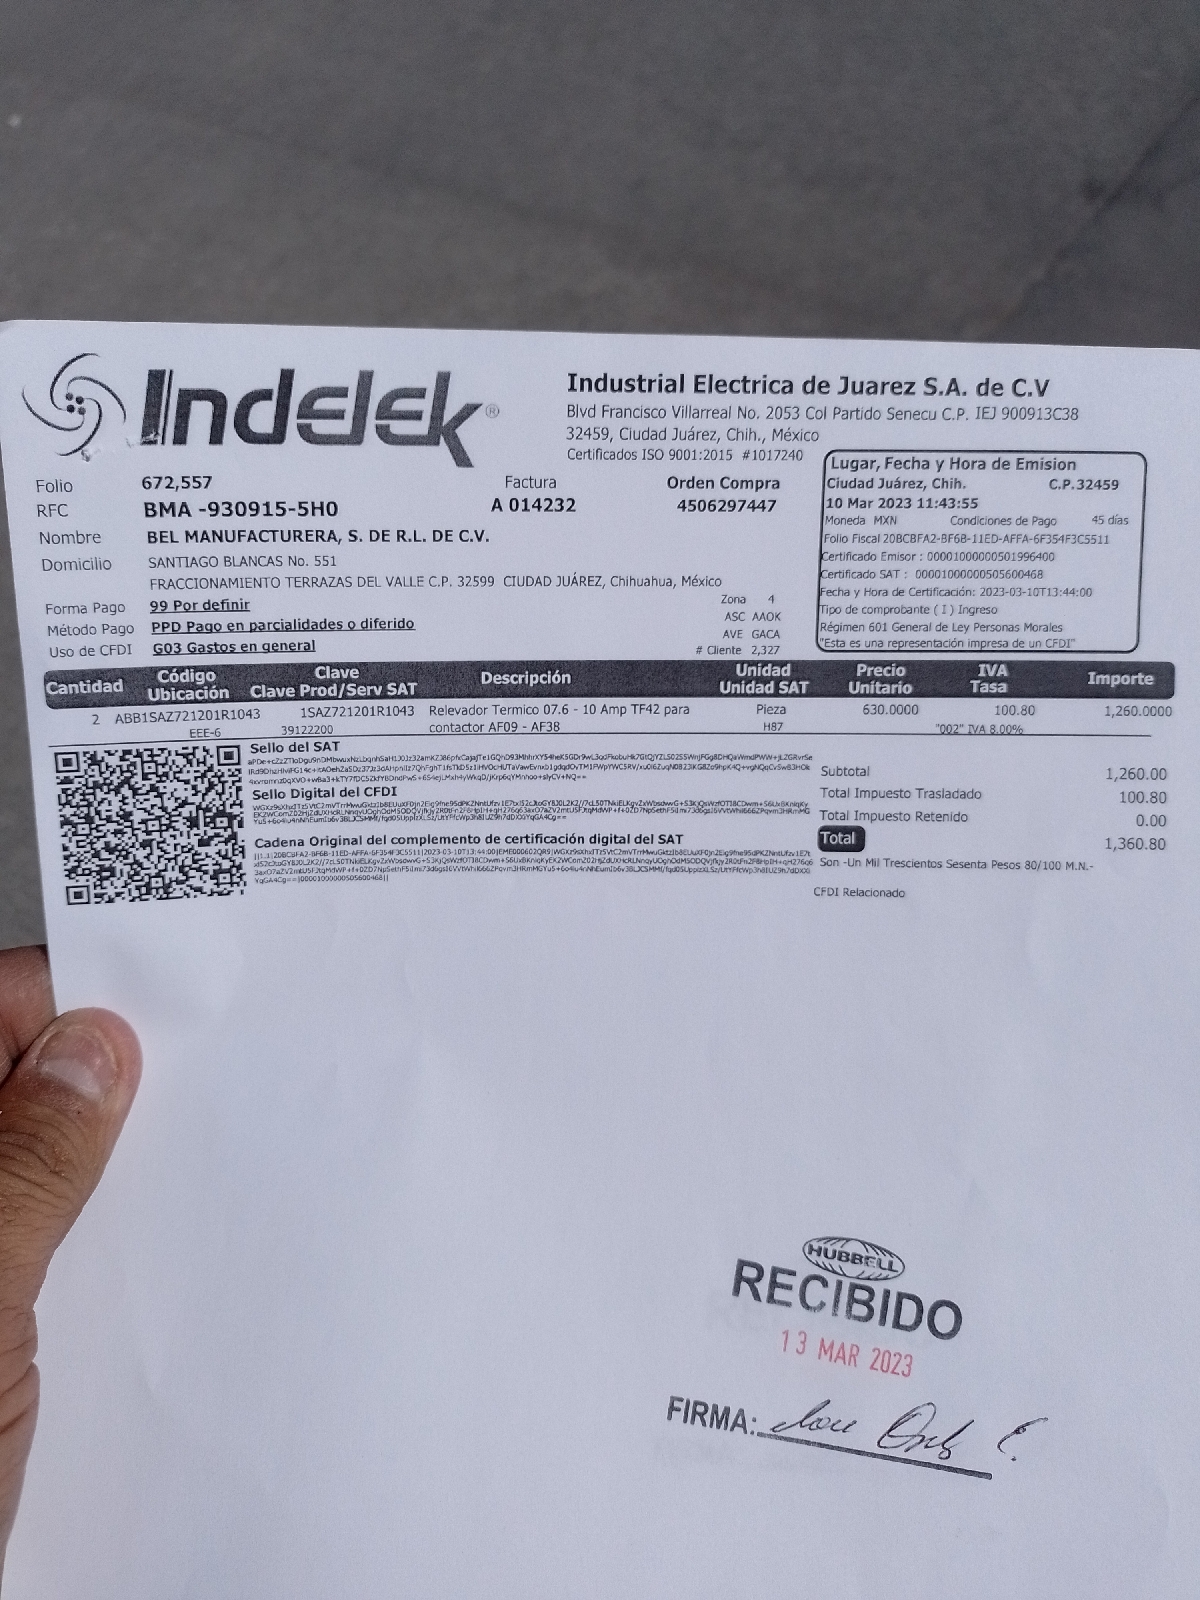 Indelek®
Industrial Electrica de Juarez S.A. de C.V
Blvd Francisco Villarreal No. 2053 Col Partido Senecu C.P. IEJ 900913C38
32459, Ciudad Juárez, Chih., México
Certificados ISO 9001:2015 #1017240
Folio 672,557
Factura
A 014232
Orden Compra
4506297447
RFC BMA -930915-5H0
Nombre BEL MANUFACTURERA, S. DE R.L. DE C.V.
Domicilio SANTIAGO BLANCAS No. 551
FRACCIONAMIENTO TERRAZAS DEL VALLE C.P. 32599 CIUDAD JUÁREZ, Chihuahua, México
Forma Pago 99 Por definir
Método Pago PPD Pago en parcialidades o diferido
Uso de CFDI G03 Gastos en general
Zona 4
ASC AAOK
AVE GACA
# Cliente 2,327
Lugar, Fecha y Hora de Emision
Ciudad Juárez, Chih. C.P.32459
10 Mar 2023 11:43:55
Moneda MXN Condiciones de Pago 45 días
Folio Fiscal 20BCBFA2-BF6B-11ED-AFFA-6F354F3C5511
Certificado Emisor : 00001000000501996400
Certificado SAT : 00001000000505600468
Fecha y Hora de Certificación: 2023-03-10T13:44:00
Tipo de comprobante ( I ) Ingreso
Régimen 601 General de Ley Personas Morales
"Esta es una representación impresa de un CFDI"
Cantidad Código Ubicación Clave Clave Prod/Serv SAT Descripción Unidad Unidad SAT Precio Unitario IVA Tasa Importe
2 ABB1SAZ721201R1043 1SAZ721201R1043 Relevador Termico 07.6 - 10 Amp TF42 para Pieza 630.0000 100.80 1,260.0000
EEE-6 39122200 contactor AF09 - AF38 H87 "002" IVA 8.00%
Sello del SAT
Sello Digital del CFDI
Cadena Original del complemento de certificación digital del SAT
Subtotal 1,260.00
Total Impuesto Trasladado 100.80
Total Impuesto Retenido 0.00
Total 1,360.80
Son -Un Mil Trescientos Sesenta Pesos 80/100 M.N.-
CFDI Relacionado
HUBBELL
RECIBIDO
13 MAR 2023
FIRMA: